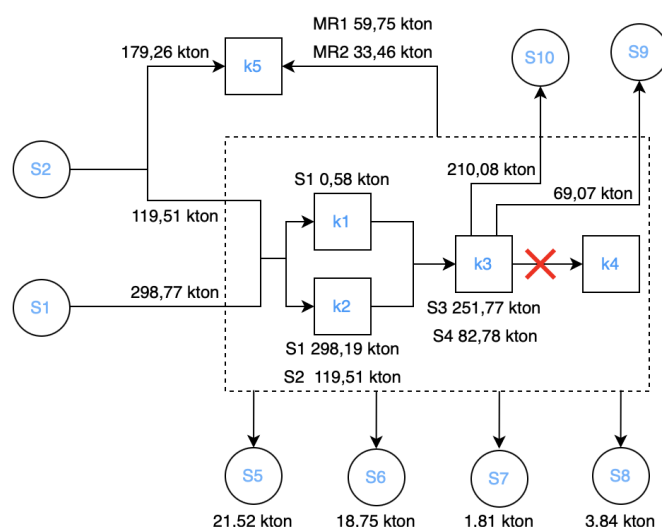 MR1 59,75 kton
179,26 kton
MR2 33,46 kton
k5
S10
S9
S2
210,08 kton
S1 0,58 kton
69,07 kton
119,51 kton
k1
k3
k4
298,77 kton
S1
k2
S3 251,77 kton
S4 82,78 kton
S1 298,19 kton
S2 119,51 kton
S5
S6
S7
S8
21.52 kton
18.75 kton
1.81 kton
3.84 kton